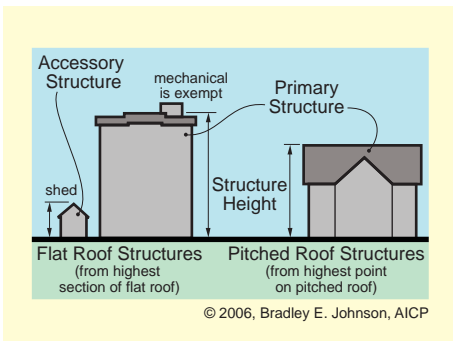 Accessory
Structure
mechanical
is exempt
Primary
Structure
shed
Structure
Height
Flat Roof Structures
(from highest
section of flat roof)
Pitched Roof Structures
(from highest point
on pitched roof)
© 2006, Bradley E. Johnson, AICP